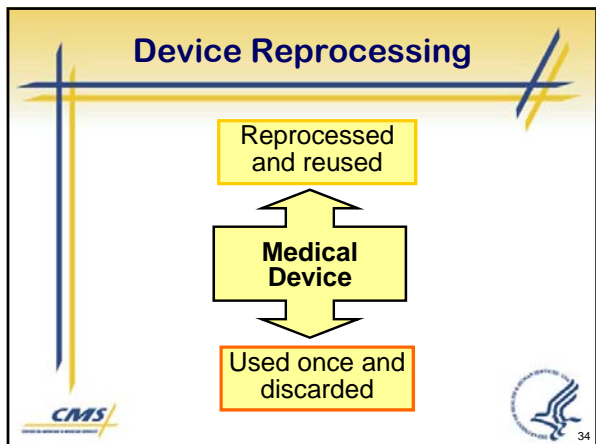 Device Reprocessing
Reprocessed
and reused
Medical
Device
Used once and
discarded
CMS
34